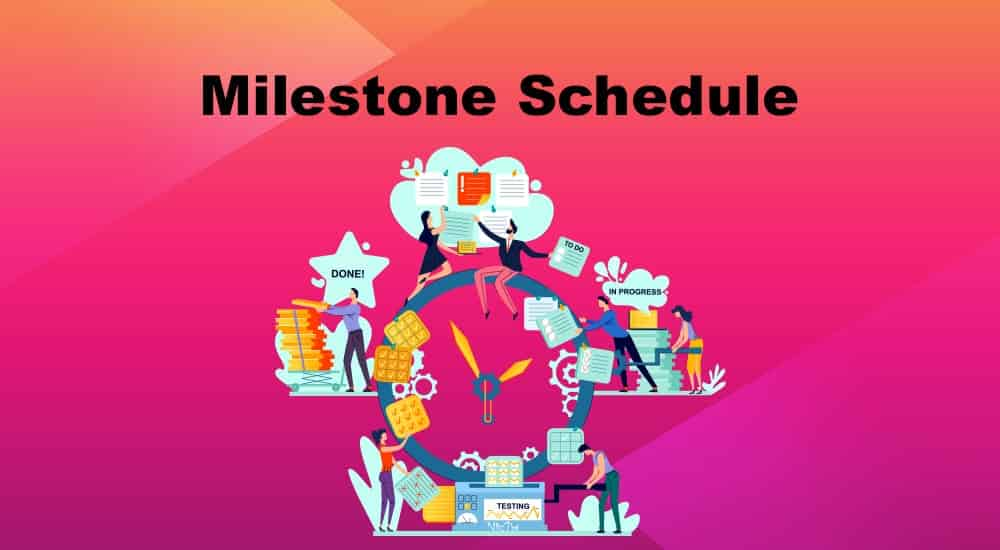 Milestone Schedule
TO DO
DONE!
IN PROGRESS
TESTING